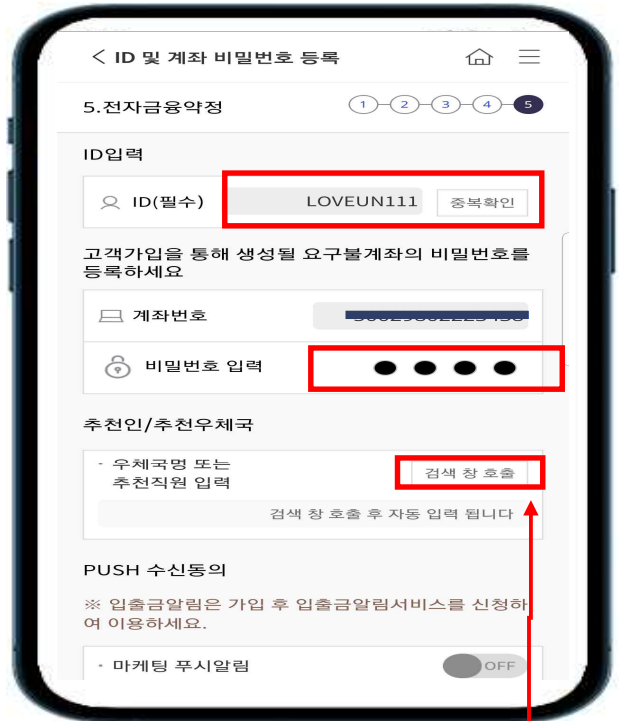 < ID 및 계좌 비밀번호 등록
5.전자금융약정
1 2 3 4 5
ID입력
ID(필수) LOVEUN111 중복확인
고객가입을 통해 생성될 요구불계좌의 비밀번호를
등록하세요
계좌번호
비밀번호 입력
추천인/추천우체국
· 우체국명 또는
추천직원 입력
검색 창 호출
검색 창 호출 후 자동 입력 됩니다
PUSH 수신동의
※ 입출금알림은 가입 후 입출금알림서비스를 신청하
여 이용하세요.
· 마케팅 푸시알림 OFF